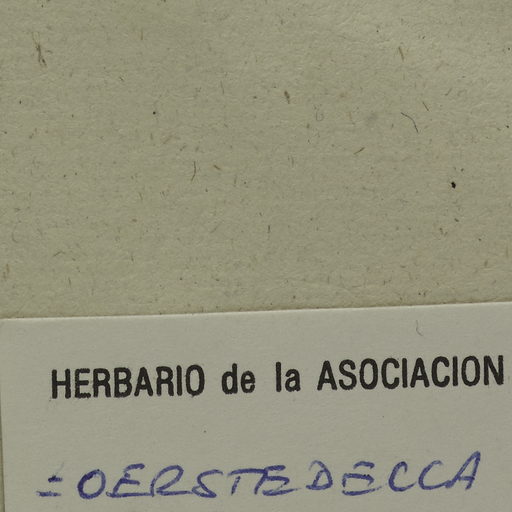 HERBARIO de la ASOCIACION
=OERSTEDECCA